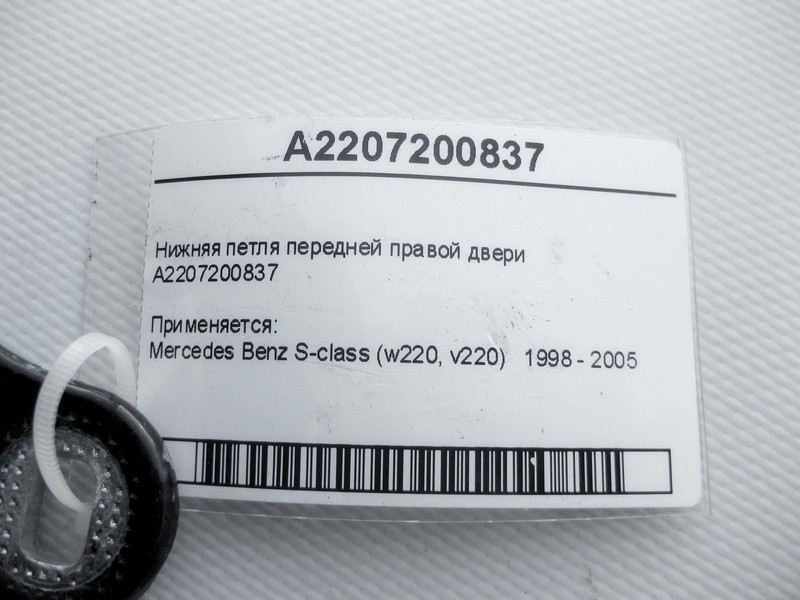 A2207200837
Нижняя петля передней правой двери
A2207200837
Применяется:
Mercedes Benz S-class (w220, v220) 1998 - 2005